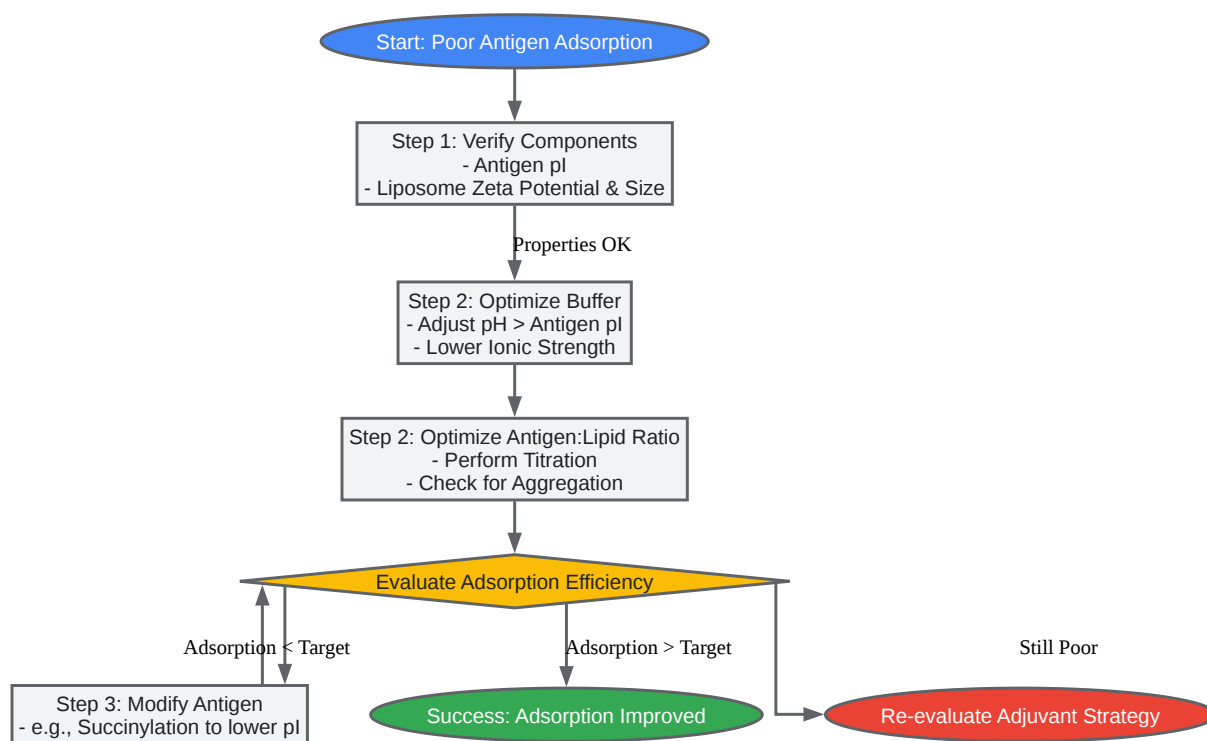 Start: Poor Antigen Adsorption
Step 1: Verify Components
- Antigen pI
- Liposome Zeta Potential & Size
Properties OK
Step 2: Optimize Buffer
- Adjust pH > Antigen pI
- Lower Ionic Strength
Step 2: Optimize Antigen:Lipid Ratio
- Perform Titration
- Check for Aggregation
Evaluate Adsorption Efficiency
Adsorption < Target
Adsorption > Target
Still Poor
Step 3: Modify Antigen
- e.g., Succinylation to lower pI
Success: Adsorption Improved
Re-evaluate Adjuvant Strategy